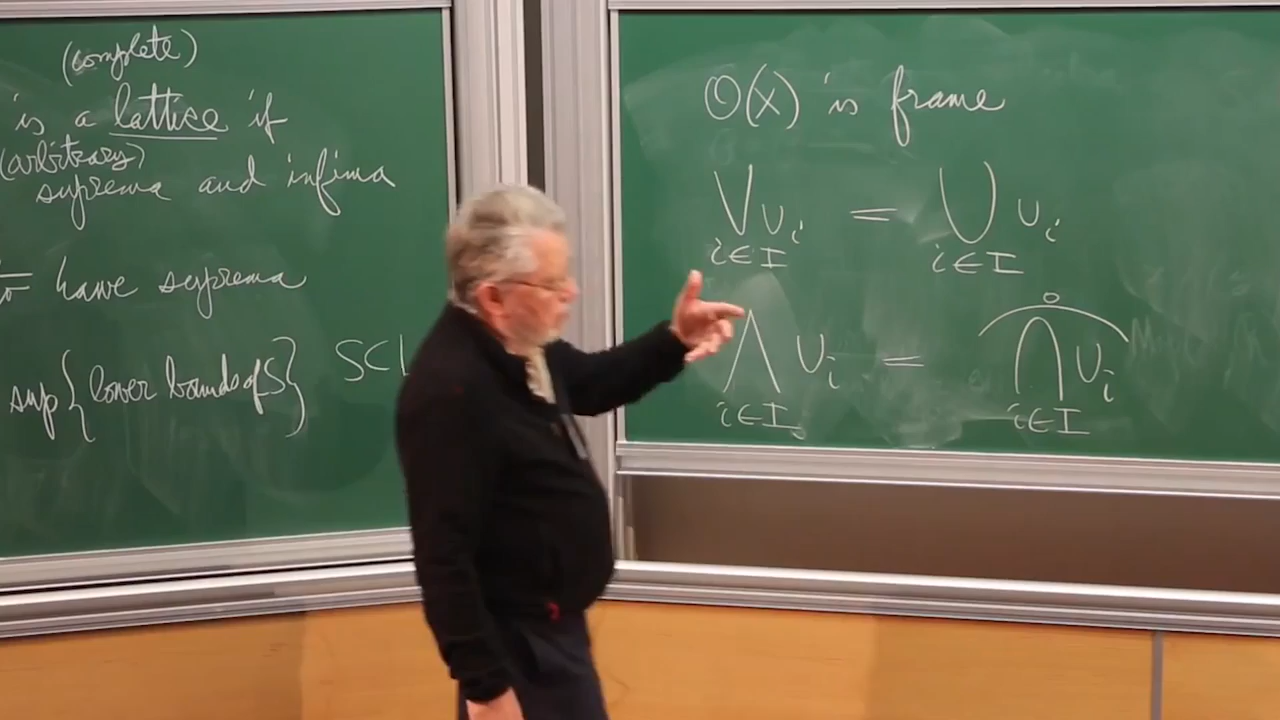 (complete)
is a lattice if
(arbitrary)
suprema and infima
to have suprema
sup{lower bounds of S} SCL
O(X) is frame
⋁ᵢ∈I Uᵢ = ⋃ᵢ∈I Uᵢ
o
⋀ᵢ∈I Uᵢ = ⋂ᵢ∈I Uᵢ